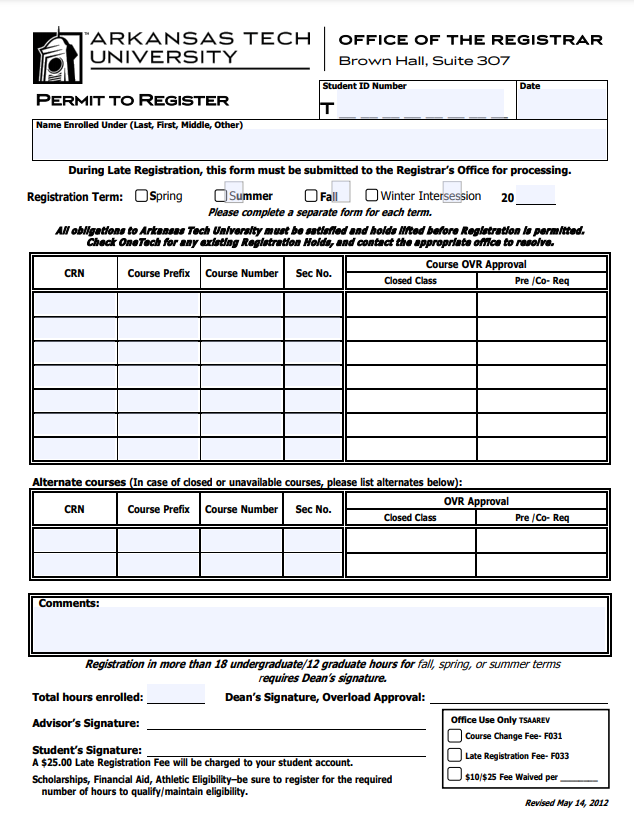 ARKANSAS TECH
UNIVERSITY
OFFICE OF THE REGISTRAR
Brown Hall, Suite 307
PERMIT TO REGISTER
Student ID Number
Date
T _ _ _ _ _ _ _ _
Name Enrolled Under (Last, First, Middle, Other)
During Late Registration, this form must be submitted to the Registrar's Office for processing.
Registration Term: Spring Summer Fall Winter Intersession 20
Please complete a separate form for each term.
All obligations to Arkansas Tech University must be satisfied and holds lifted before Registration is permitted.
Check OneTech for any existing Registration Holds, and contact the appropriate office to resolve.
CRN Course Prefix Course Number Sec No. Course OVR Approval
Closed Class Pre /Co- Req
Alternate courses (In case of closed or unavailable courses, please list alternates below):
CRN Course Prefix Course Number Sec No. OVR Approval
Closed Class Pre /Co- Req
Comments:
Registration in more than 18 undergraduate/12 graduate hours for fall, spring, or summer terms
requires Dean's signature.
Total hours enrolled: Dean's Signature, Overload Approval:
Advisor's Signature:
Student's Signature:
A $25.00 Late Registration Fee will be charged to your student account.
Scholarships, Financial Aid, Athletic Eligibility–be sure to register for the required
number of hours to qualify/maintain eligibility.
Office Use Only TSAAREV
Course Change Fee- F031
Late Registration Fee- F033
$10/$25 Fee Waived per ________
Revised May 14, 2012